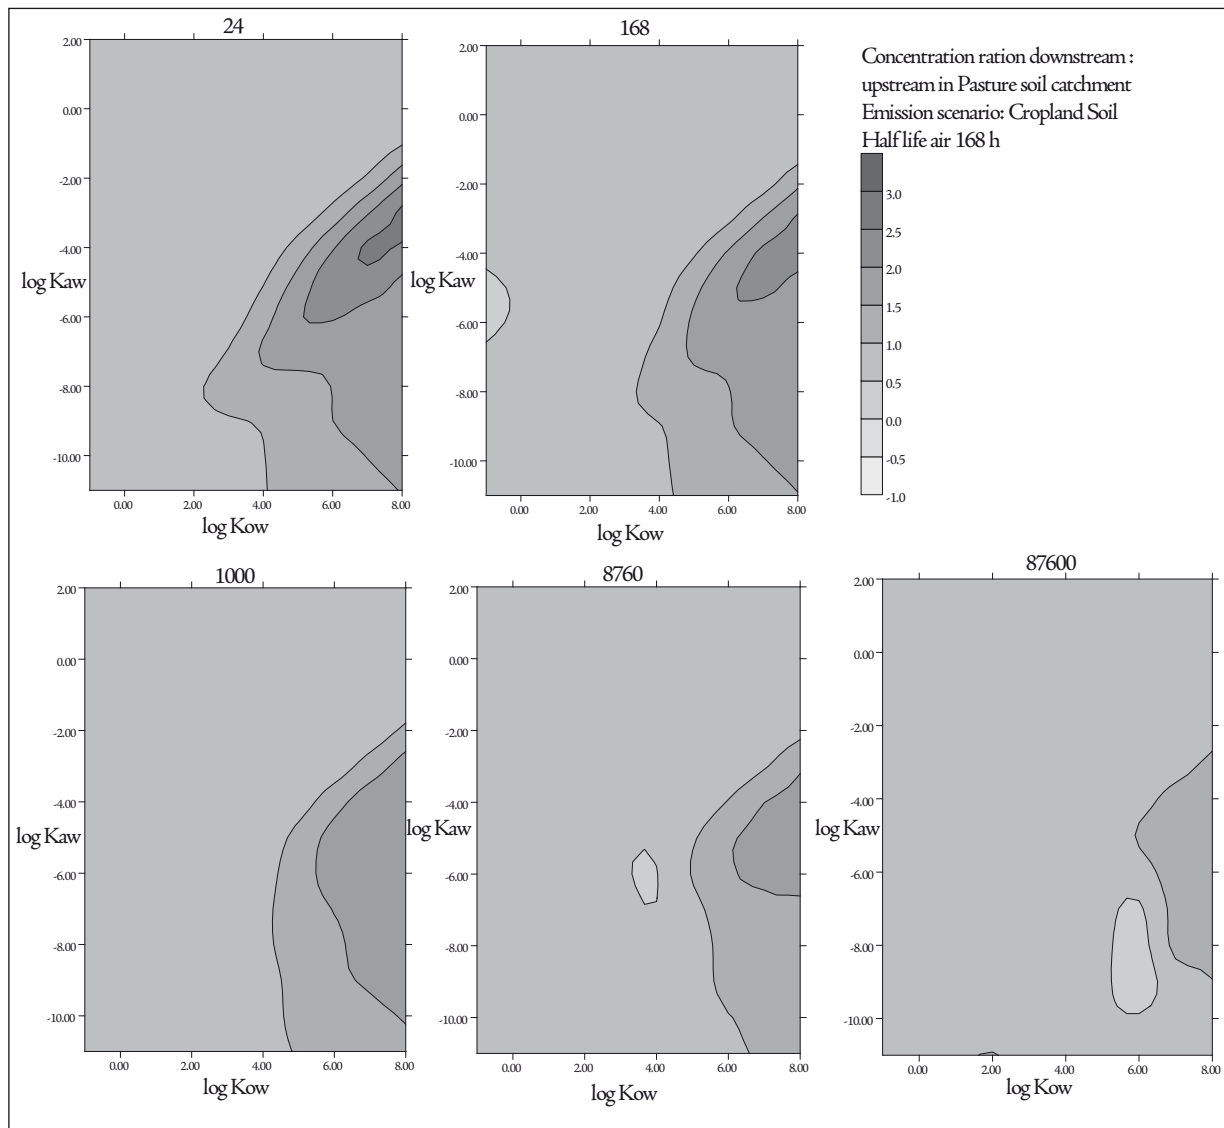 24
2.00
0.00
-2.00
-4.00
log Kaw
-6.00
-8.00
-10.00
0.00 2.00 4.00 6.00 8.00
log Kow
168
2.00
0.00
-2.00
-4.00
log Kaw
-6.00
-8.00
-10.00
0.00 2.00 4.00 6.00 8.00
log Kow
Concentration ration downstream :
upstream in Pasture soil catchment
Emission scenario: Cropland Soil
Half life air 168 h
3.0
2.5
2.0
1.5
1.0
0.5
0.0
-0.5
-1.0
1000
2.00
0.00
-2.00
-4.00
log Kaw
-6.00
-8.00
-10.00
0.00 2.00 4.00 6.00 8.00
log Kow
8760
2.00
0.00
-2.00
-4.00
log Kaw
-6.00
-8.00
-10.00
0.00 2.00 4.00 6.00 8.00
log Kow
87600
2.00
0.00
-2.00
-4.00
log Kaw
-6.00
-8.00
-10.00
0.00 2.00 4.00 6.00 8.00
log Kow